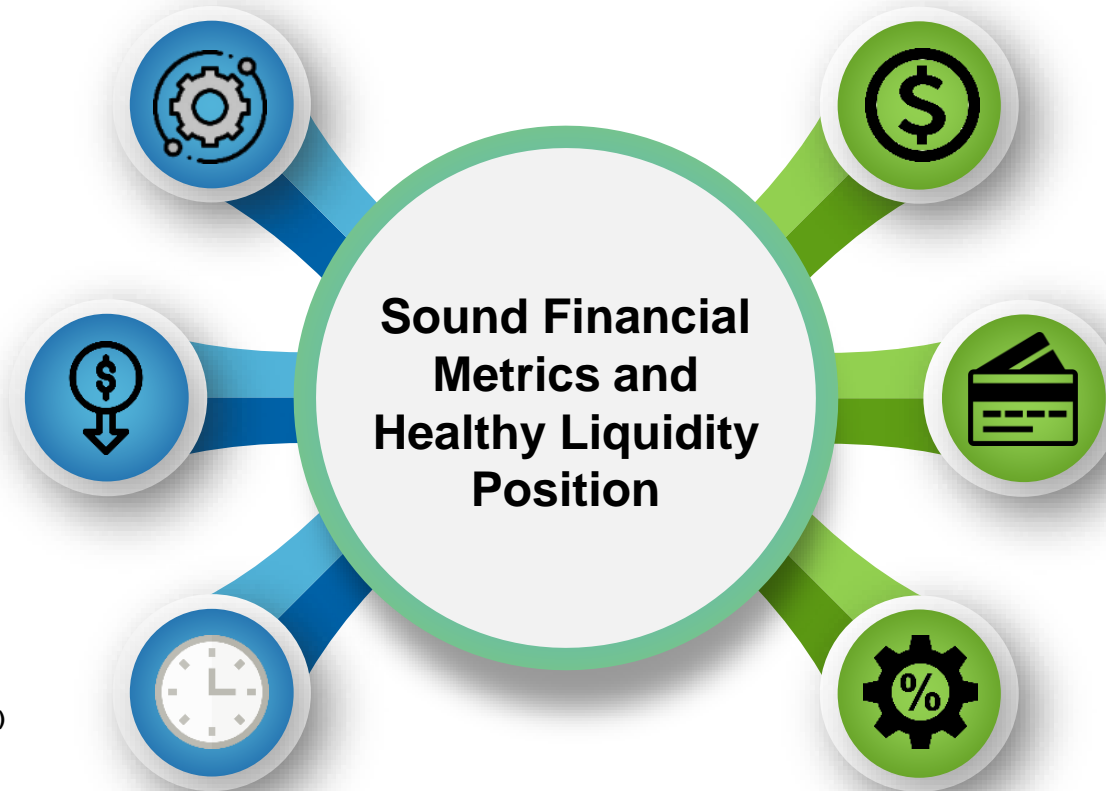 Sound Financial
Metrics and
Healthy Liquidity
Position
$
$
%
)